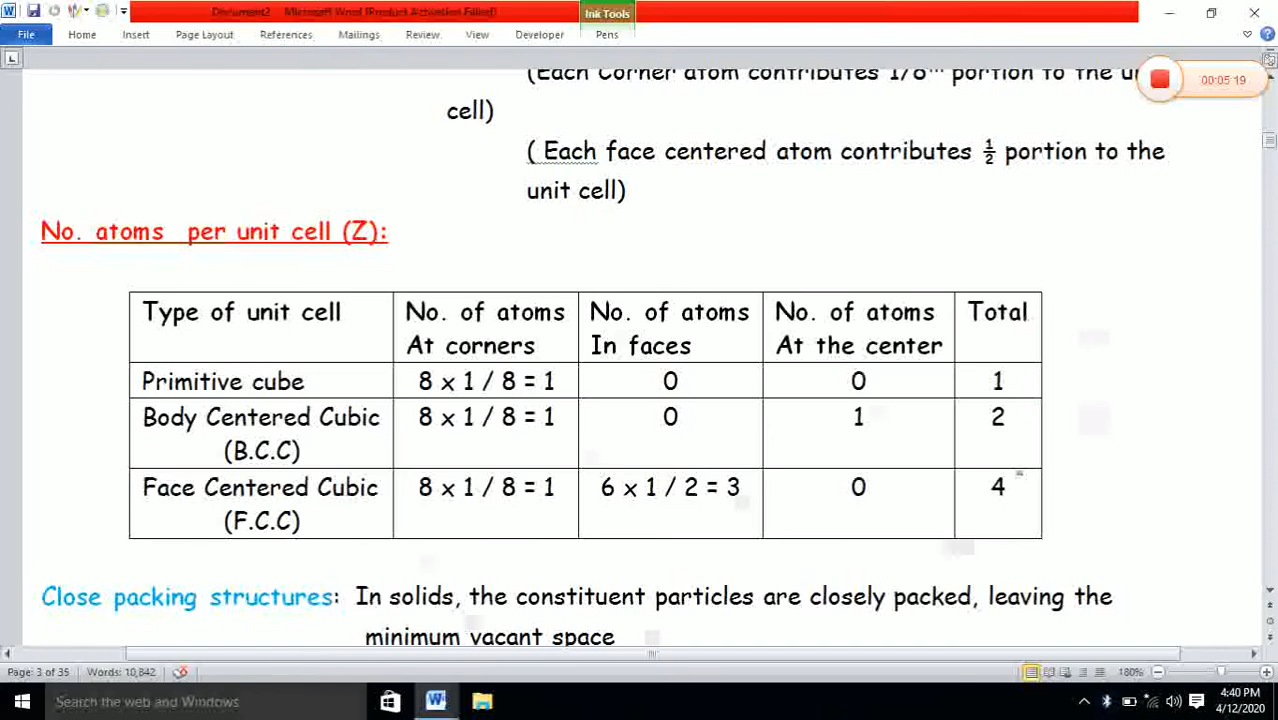 Document2 - Microsoft Word (Product Activation Failed)
Ink Tools
File Home Insert Page Layout References Mailings Review View Developer Pens
(Each Corner atom contributes 1/8th portion to the
00:05:19
cell)
( Each face centered atom contributes 1/2 portion to the
unit cell)
No. atoms per unit cell (Z):
Type of unit cell No. of atoms No. of atoms No. of atoms Total
At corners In faces At the center
Primitive cube 8 x 1 / 8 = 1 0 0 1
Body Centered Cubic 8 x 1 / 8 = 1 0 1 2
(B.C.C)
Face Centered Cubic 8 x 1 / 8 = 1 6 x 1 / 2 = 3 0 4
(F.C.C)
Close packing structures: In solids, the constituent particles are closely packed, leaving the
minimum vacant space
Page: 3 of 35 Words: 10,842 180%
Search the web and Windows
4:40 PM
4/12/2020